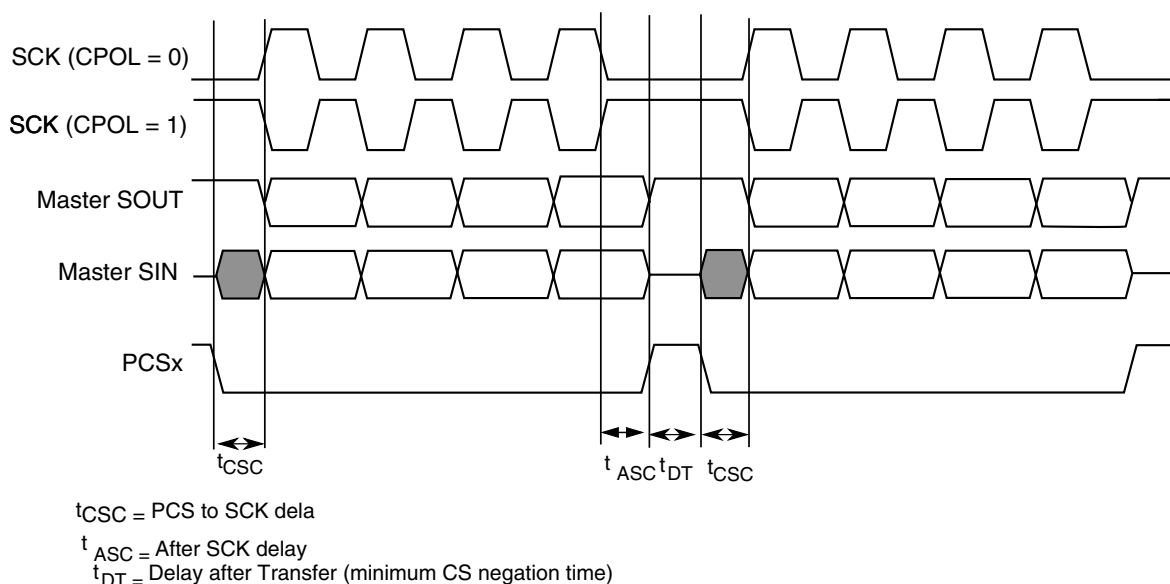 SCK (CPOL = 0)
SCK (CPOL = 1)
Master SOUT
Master SIN
PCSx
tCSC
t ASC
tDT
tCSC
tCSC = PCS to SCK dela
t ASC = After SCK delay
tDT = Delay after Transfer (minimum CS negation time)